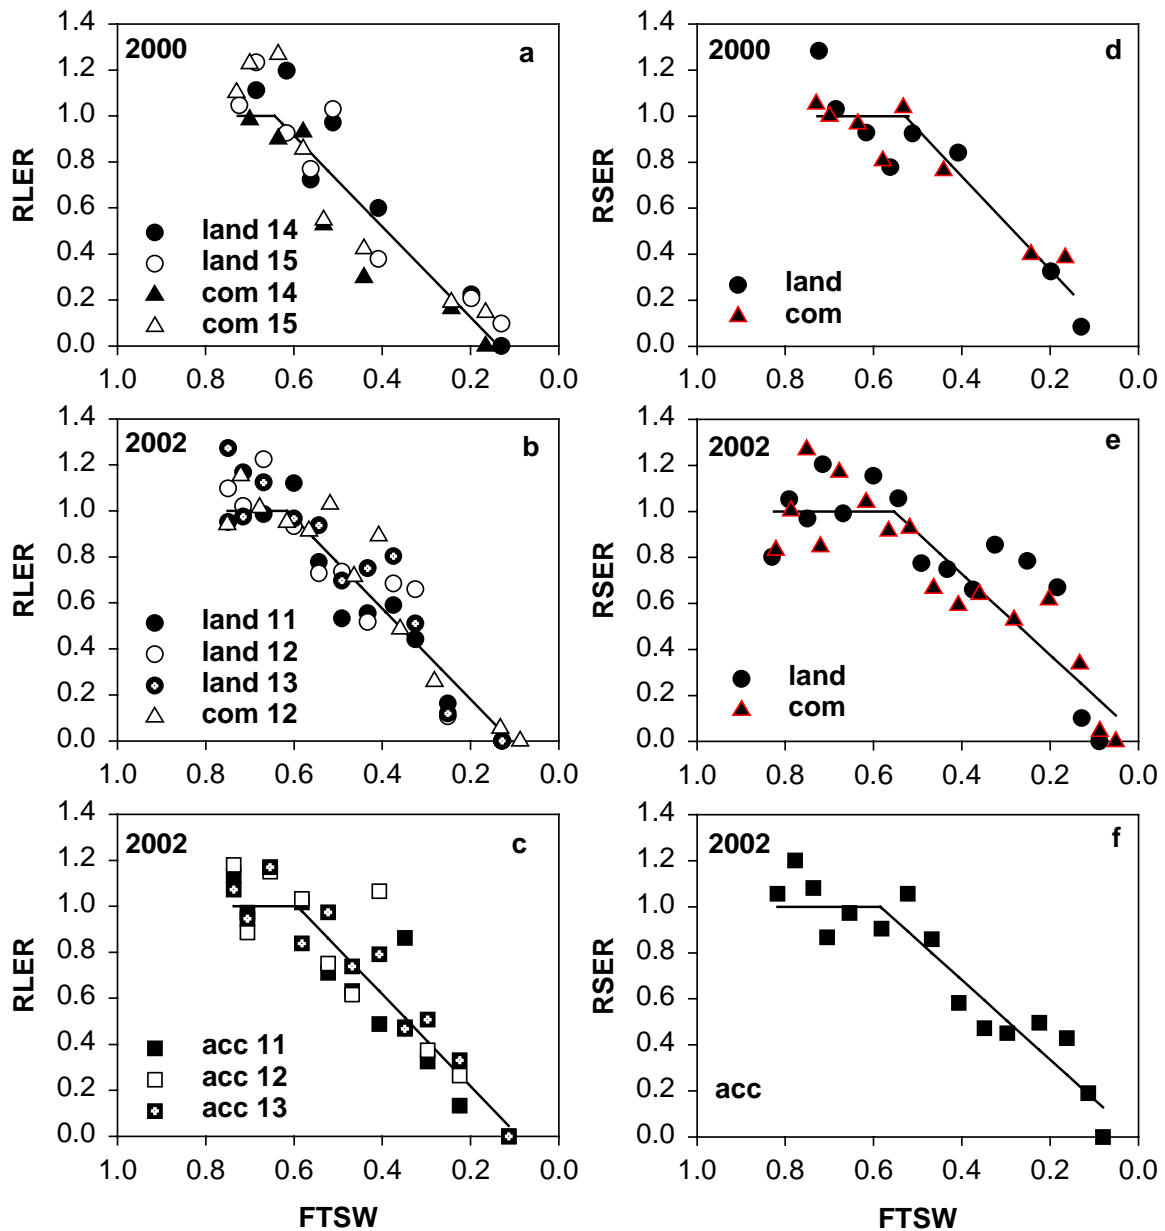 2000
a
1.4
1.2
1.0
0.8
0.6
0.4
0.2
0.0
RLER
land 14
land 15
com 14
com 15
1.0 0.8 0.6 0.4 0.2 0.0
2000
d
1.4
1.2
1.0
0.8
0.6
0.4
0.2
0.0
RSER
land
com
1.0 0.8 0.6 0.4 0.2 0.0
2002
b
1.4
1.2
1.0
0.8
0.6
0.4
0.2
0.0
RLER
land 11
land 12
land 13
com 12
1.0 0.8 0.6 0.4 0.2 0.0
2002
e
1.4
1.2
1.0
0.8
0.6
0.4
0.2
0.0
RSER
land
com
1.0 0.8 0.6 0.4 0.2 0.0
2002
c
1.4
1.2
1.0
0.8
0.6
0.4
0.2
0.0
RLER
acc 11
acc 12
acc 13
1.0 0.8 0.6 0.4 0.2 0.0
FTSW
2002
f
1.4
1.2
1.0
0.8
0.6
0.4
0.2
0.0
RSER
acc
1.0 0.8 0.6 0.4 0.2 0.0
FTSW